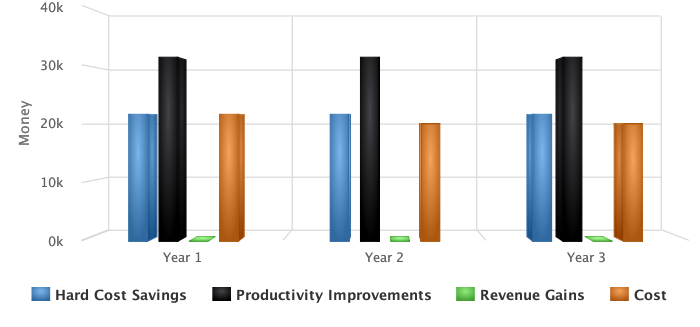 40k
30k
20k
10k
0k
Money
Year 1 Year 2 Year 3
Hard Cost Savings Productivity Improvements Revenue Gains Cost